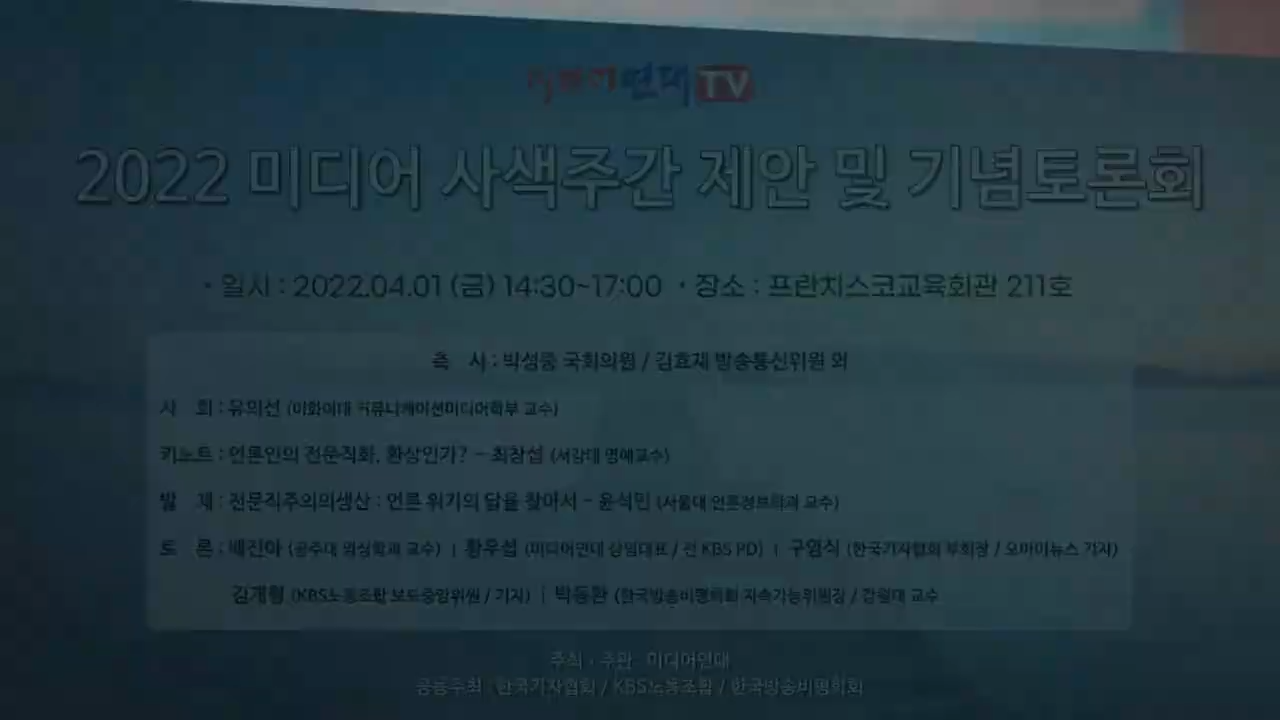 미디어연대TV
2022 미디어 사색주간 제안 및 기념토론회
· 일시 : 2022.04.01 (금) 14:30~17:00 · 장소 : 프란치스코교육회관 211호
축 사 : 박성중 국회의원 / 김효재 방송통신위원 외
사 회 : 유의선 (이화여대 커뮤니케이션미디어학부 교수)
키노트 : 언론인의 전문직화, 환상인가? - 최창섭 (서강대 명예교수)
발 제 : 전문직주의의생산 : 언론 위기의 답을 찾아서 - 윤석민 (서울대 언론정보학과 교수)
토 론 : 배진아 (공주대 영상학과 교수) | 황우섭 (미디어연대 상임대표 / 전 KBS PD) | 구영식 (한국기자협회 부회장 / 오마이뉴스 기자)
(KBS노동조합 보도중앙위원 / 기자) | 박동환 (한국방송비평학회 지속가능위원장 / 강원대 교수
주최 · 주관 : 미디어연대
공동주최 : 한국기자협회 / KBS노동조합 / 한국방송비평학회